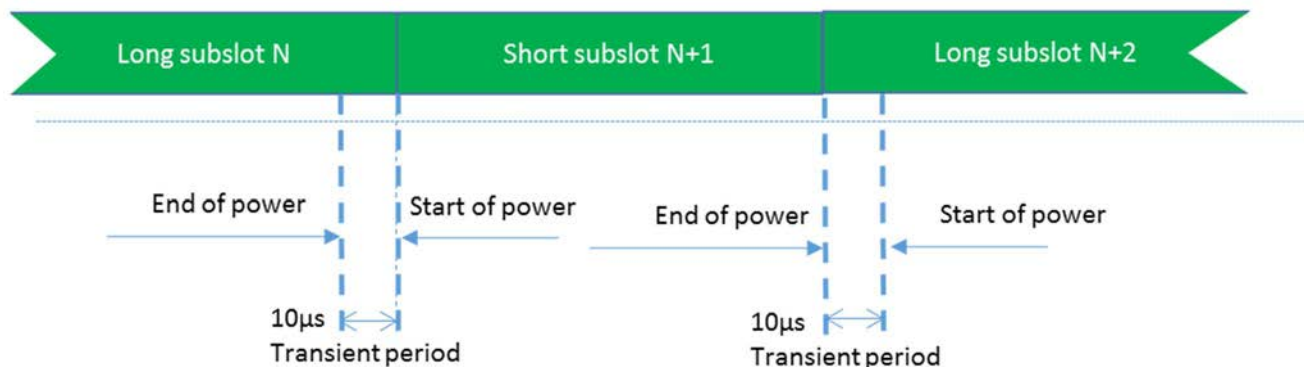 Long subslot N
Short subslot N+1
Long subslot N+2
End of power
Start of power
End of power
Start of power
10µs
Transient period
10µs
Transient period